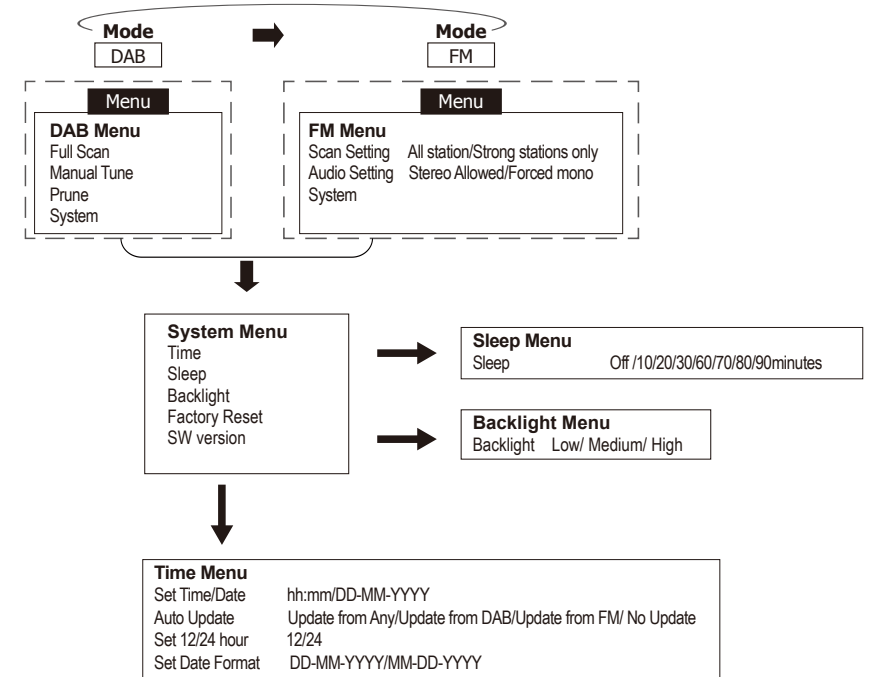 Mode
DAB
Mode
FM
Menu
DAB Menu
Full Scan
Manual Tune
Prune
System
Menu
FM Menu
Scan Setting All station/Strong stations only
Audio Setting Stereo Allowed/Forced mono
System
System Menu
Time
Sleep
Backlight
Factory Reset
SW version
Sleep Menu
Sleep Off /10/20/30/60/70/80/90minutes
Backlight Menu
Backlight Low/ Medium/ High
Time Menu
Set Time/Date hh:mm/DD-MM-YYYY
Auto Update Update from Any/Update from DAB/Update from FM/ No Update
Set 12/24 hour 12/24
Set Date Format DD-MM-YYYY/MM-DD-YYYY